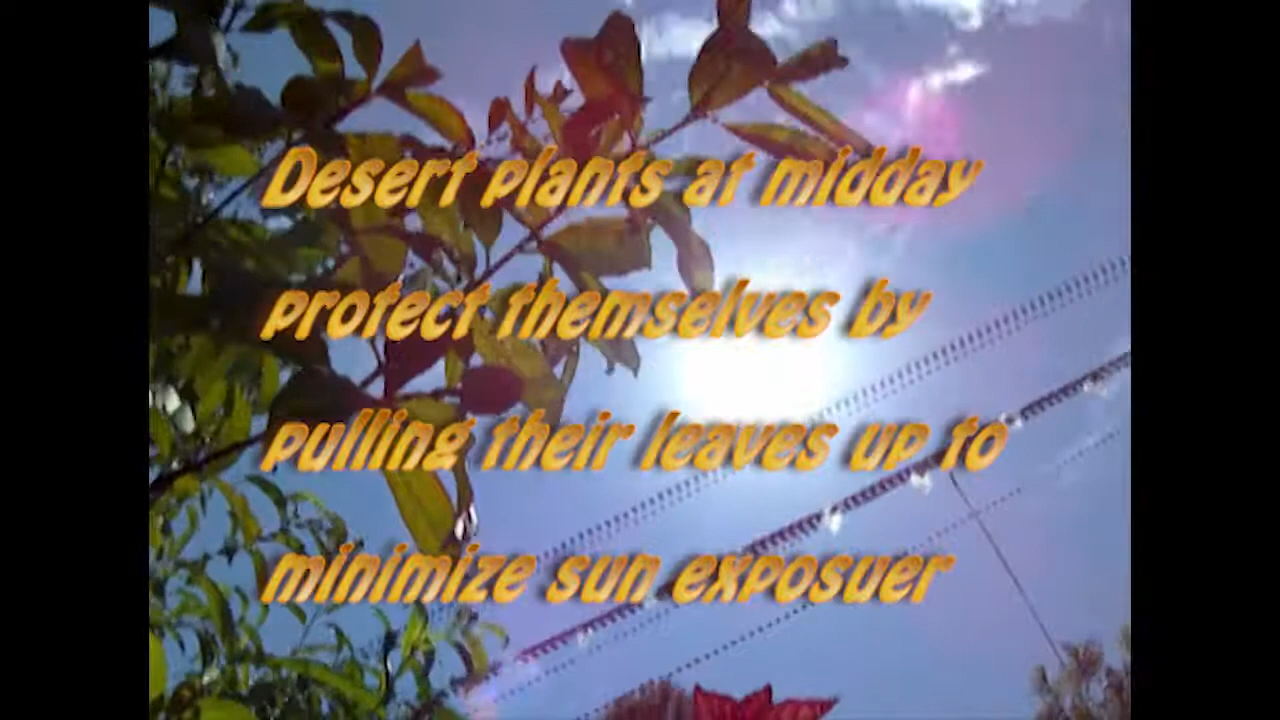 Desert plants at midday
protect themselves by
pulling their leaves up to
minimize sun exposuer